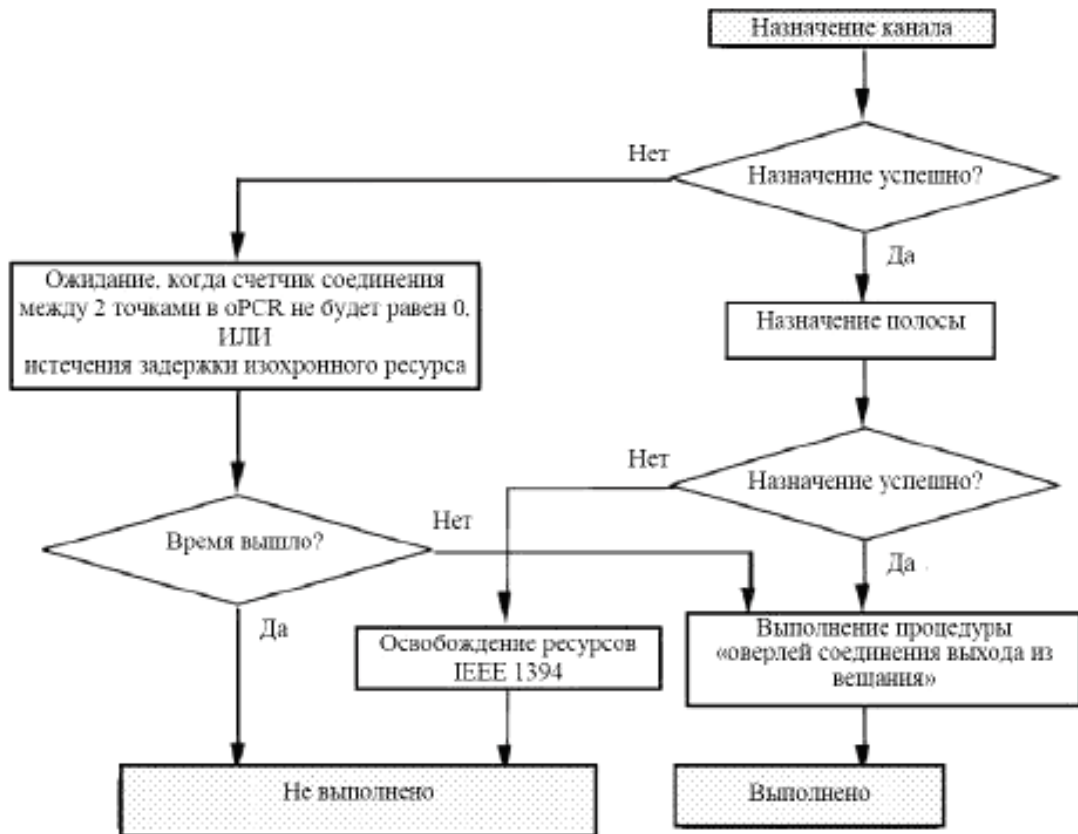 Назначение канала
Нет
Назначение успешно?
Да
Ожидание, когда счетчик соединения
между 2 точками в oPCR не будет равен 0,
ИЛИ
истечения задержки изохронного ресурса
Назначение полосы
Нет
Назначение успешно?
Нет
Время вышло?
Да
Да
Освобождение ресурсов
IEEE 1394
Выполнение процедуры
«оверлей соединения выхода из
вещания»
Не выполнено
Выполнено